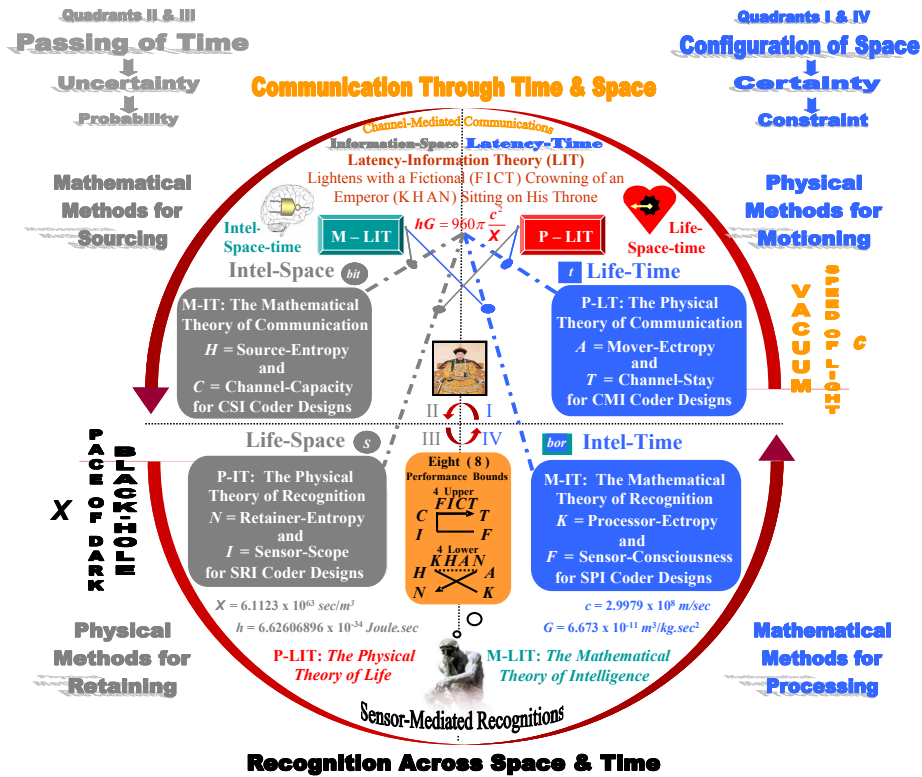 Quadrants II & III
Passing of Time
Uncertainty
Probability
Quadrants I & IV
Configuration of Space
Certainty
Constraint
Communication Through Time & Space
Channel-Mediated Communications
Information-Space
Latency-Time
Latency-Information Theory (LIT)
Lightens with a Fictional (F I C T) Crowning of an
Emperor (K H A N) Sitting on His Throne
Mathematical
Methods for
Sourcing
Physical
Methods for
Motioning
Intel-
Space-time
M – LIT
hG = 960π c²/Χ
P – LIT
Life-
Space-time
Intel-Space bit
M-IT: The Mathematical
Theory of Communication
H = Source-Entropy
and
C = Channel-Capacity
for CSI Coder Designs
t Life-Time
P-LT: The Physical
Theory of Communication
A = Mover-Ectropy
and
T = Channel-Stay
for CMI Coder Designs
VACUUM
SPEED OF LIGHT
c
II I
III IV
Χ
PACE OF DARK
BLACK-HOLE
Life-Space S
P-IT: The Physical
Theory of Recognition
N = Retainer-Entropy
and
I = Sensor-Scope
for SRI Coder Designs
Eight ( 8 )
Performance Bounds
4 Upper
F I C T
C T
I F
4 Lower
K H A N
H A
N K
bor Intel-Time
M-IT: The Mathematical
Theory of Recognition
K = Processor-Ectropy
and
F = Sensor-Consciousness
for SPI Coder Designs
Χ = 6.1123 x 10⁶³ sec/m³
h = 6.62606896 x 10⁻³⁴ Joule.sec
c = 2.9979 x 10⁸ m/sec
G = 6.673 x 10⁻¹¹ m³/kg.sec²
Physical
Methods for
Retaining
P-LIT: The Physical
Theory of Life
M-LIT: The Mathematical
Theory of Intelligence
Mathematical
Methods for
Processing
Sensor-Mediated Recognitions
Recognition Across Space & Time